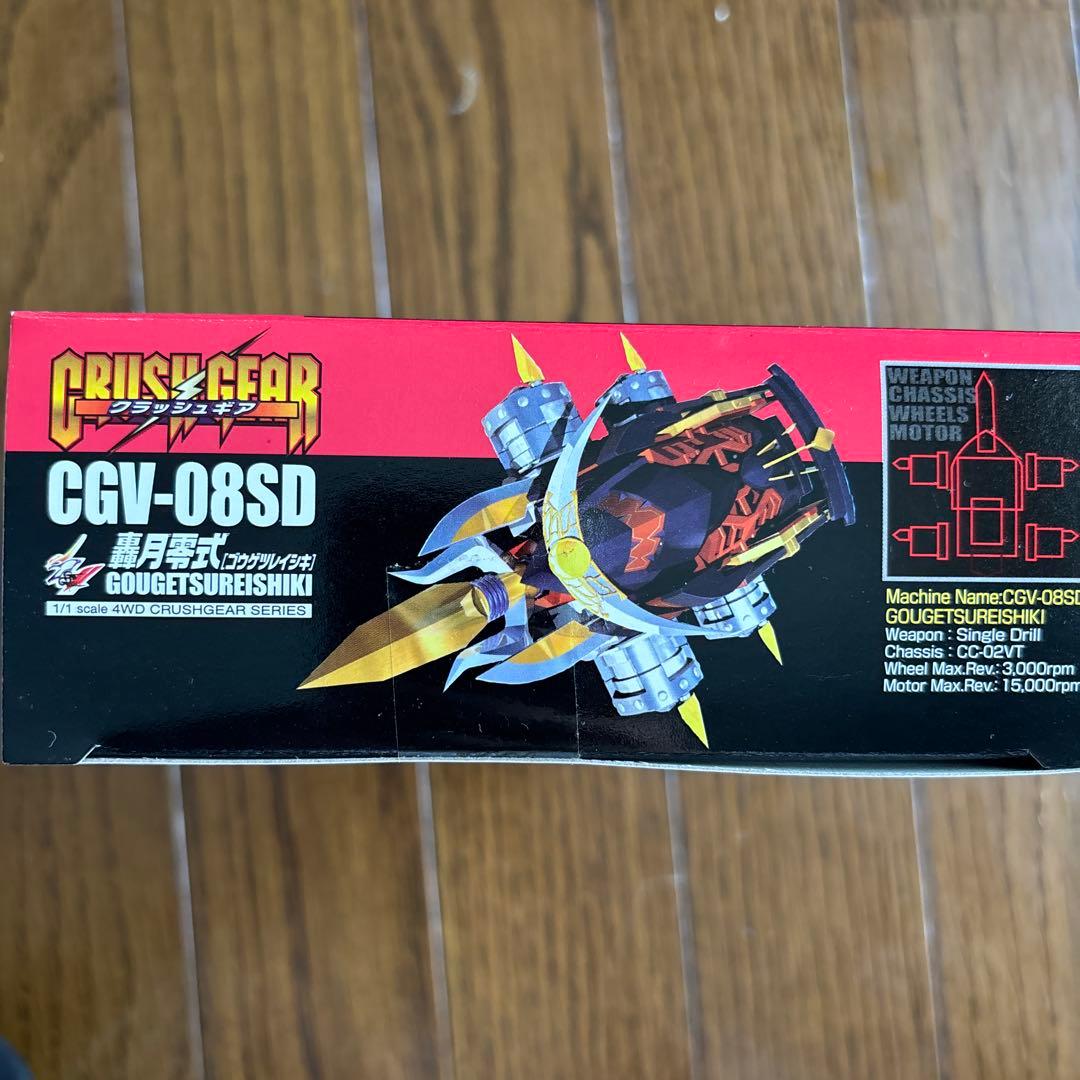 CRUSH GEAR
クラッシュギア
CGV-08SD
轟月零式[ゴウゲツレイシキ]
GOUGETSUREISHIKI
1/1 scale 4WD CRUSHGEAR SERIES
WEAPON
CHASSIS
WHEELS
MOTOR
Machine Name:CGV-08SD
GOUGETSUREISHIKI
Weapon : Single Drill
Chassis : CC-02VT
Wheel Max.Rev.: 3,000rpm
Motor Max.Rev.: 15,000rpm